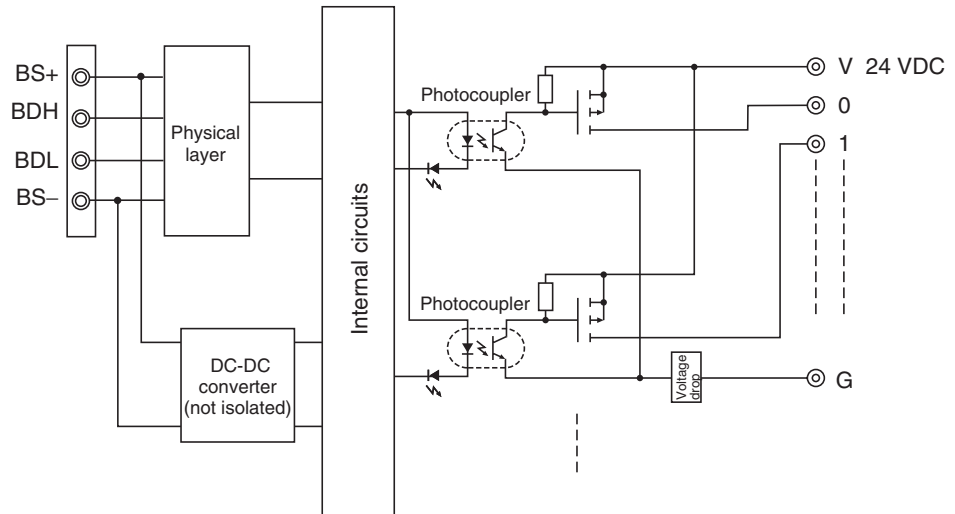 BS+
BDH
BDL
BS−
Physical
layer
DC-DC
converter
(not isolated)
Internal circuits
Photocoupler
Photocoupler
Voltage
drop
V 24 VDC
0
1
G